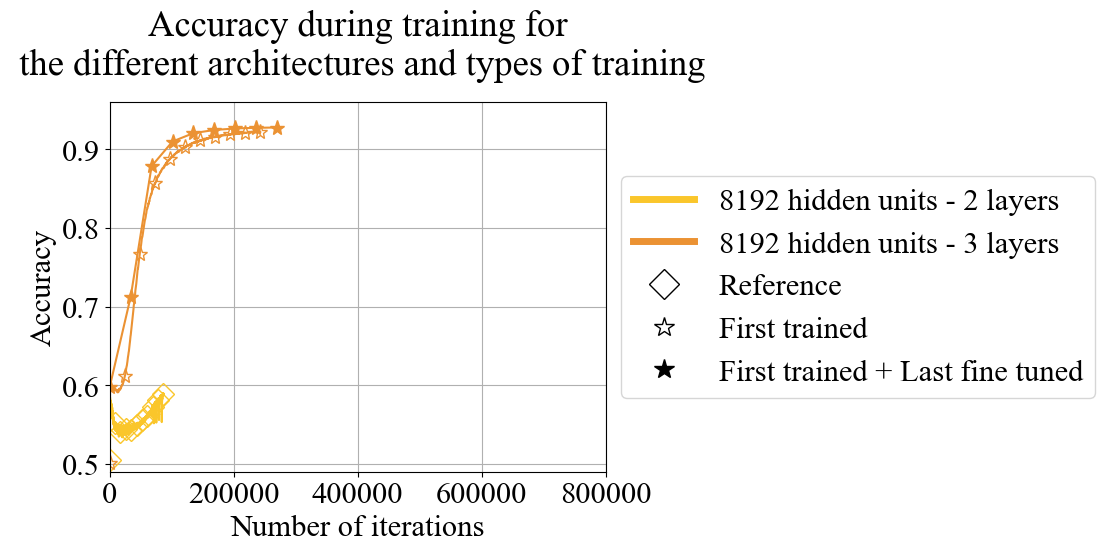 Accuracy during training for
the different architectures and types of training
0.9
0.8
0.7
0.6
0.5
Accuracy
0 200000 400000 600000 800000
Number of iterations
8192 hidden units - 2 layers
8192 hidden units - 3 layers
Reference
First trained
First trained + Last fine tuned